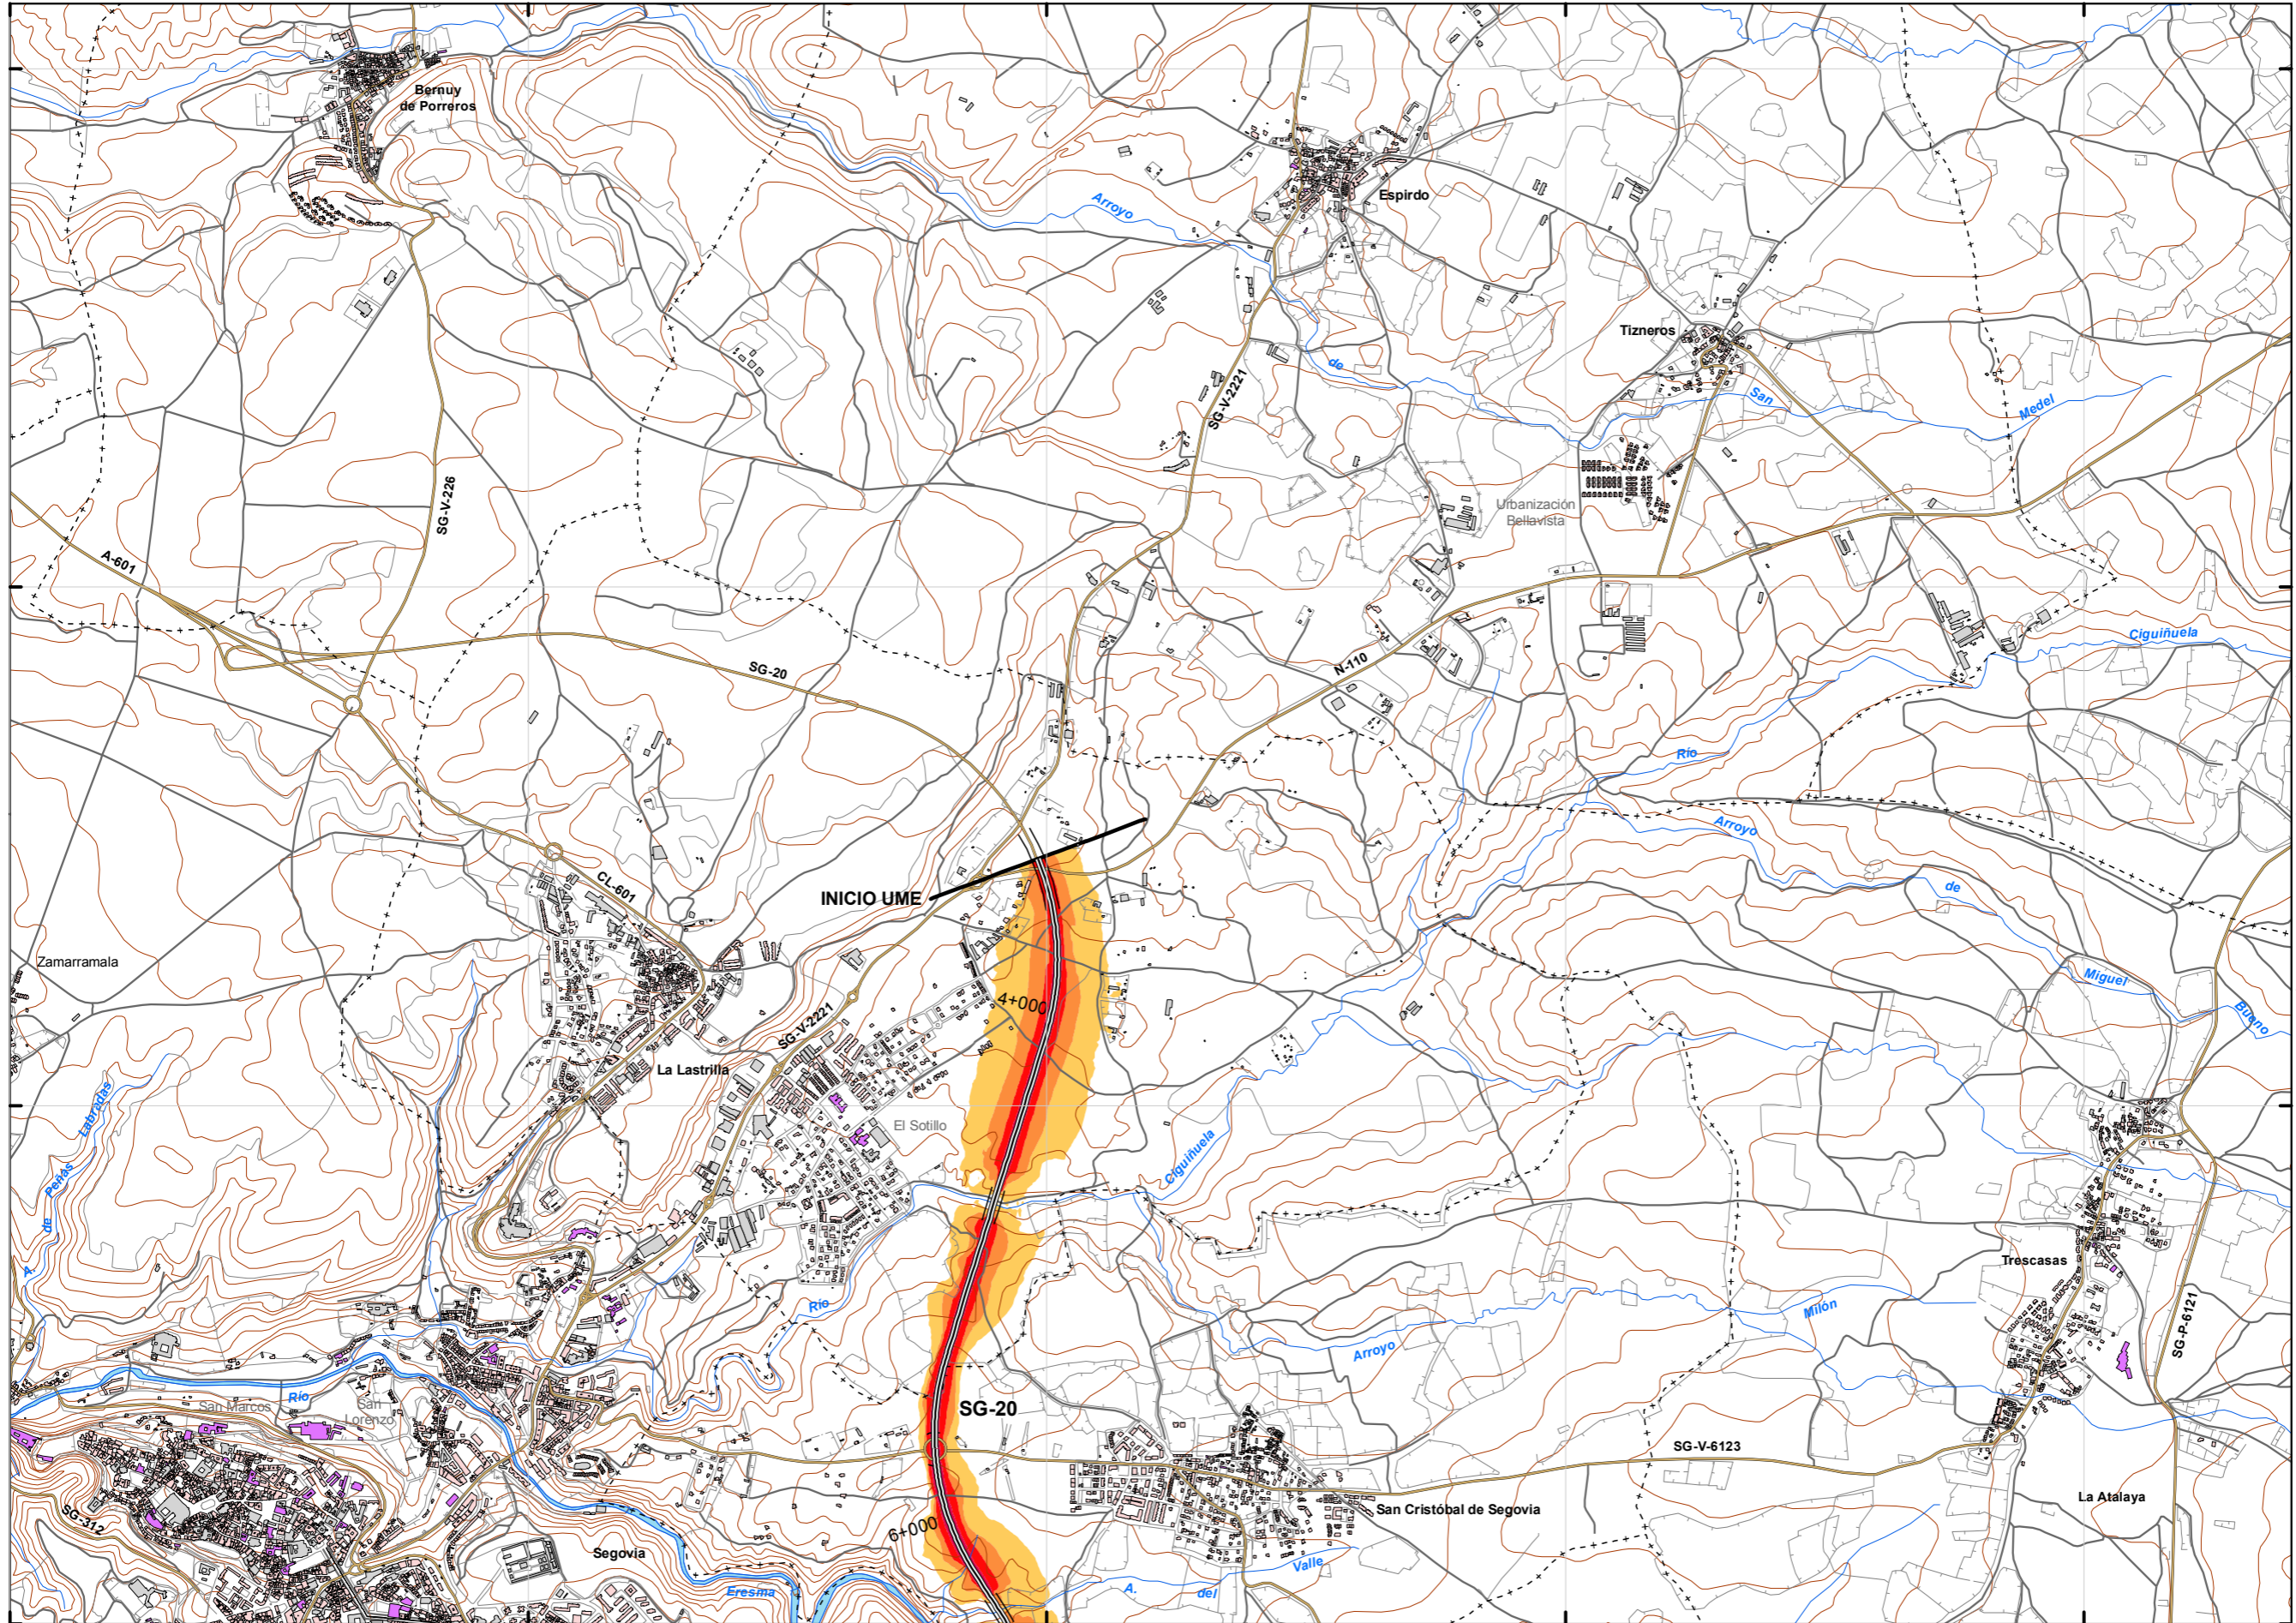 Bernuy
de Porreros
Espirdo
Arroyo
de
San
Medel
Tizneros
SG-V-2221
SG-V-226
Urbanización
Bellavista
A-601
SG-20
N-110
Ciguiñuela
Río
Arroyo
de
Miguel
Bueno
INICIO UME
CL-601
Zamarramala
4+000
SG-V-2221
La Lastrilla
El Sotillo
A.
de
Peñas
Labradas
Ciguiñuela
Río
Trescasas
Milón
Arroyo
SG-P-6121
San Marcos
Río
San
Lorenzo
SG-20
SG-V-6123
San Cristóbal de Segovia
La Atalaya
SG-312
6+000
Segovia
Eresma
A.
del
Valle